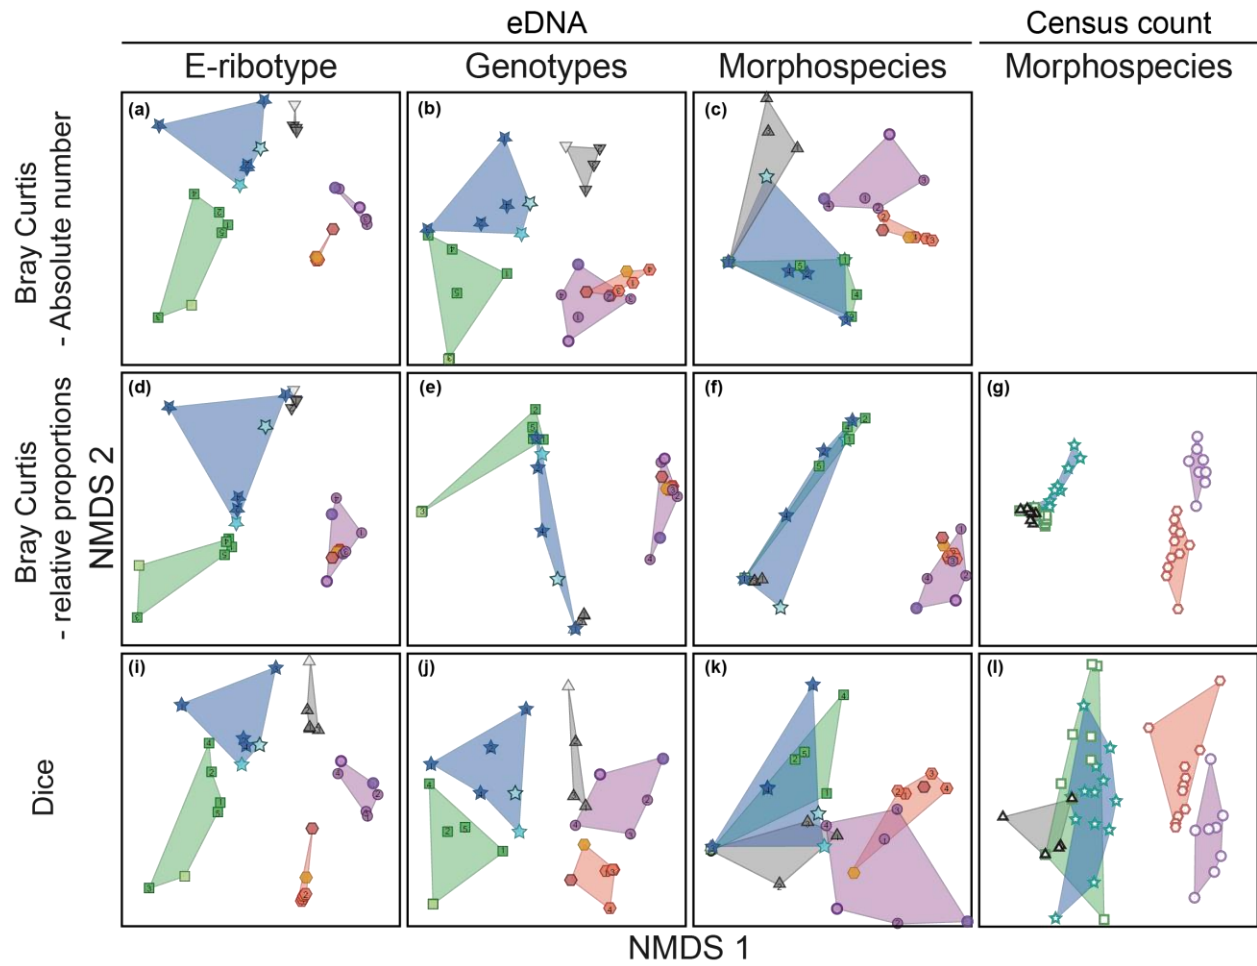 eDNA
Census count
E-ribotype
Genotypes
Morphospecies
Morphospecies
Bray Curtis
- Absolute number
(a)
(b)
(c)
Bray Curtis
- relative proportions
NMDS 2
(d)
(e)
(f)
(g)
Dice
(i)
(j)
(k)
(l)
NMDS 1